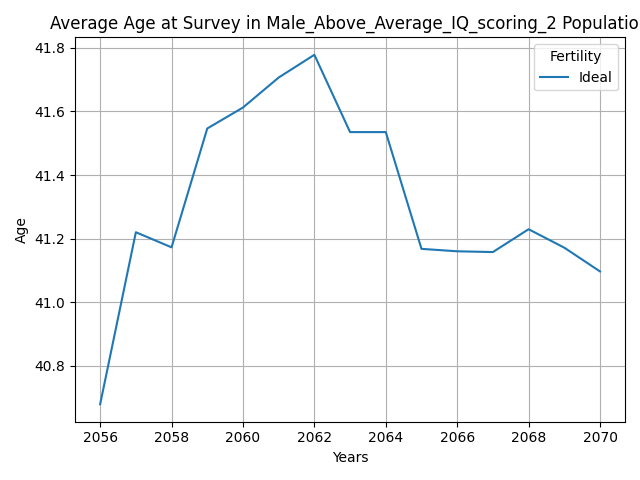 Average Age at Survey in Male_Above_Average_IQ_scoring_2 Populatio
41.8
41.6
41.4
41.2
41.0
40.8
Age
Fertility
Ideal
2056 2058 2060 2062 2064 2066 2068 2070
Years